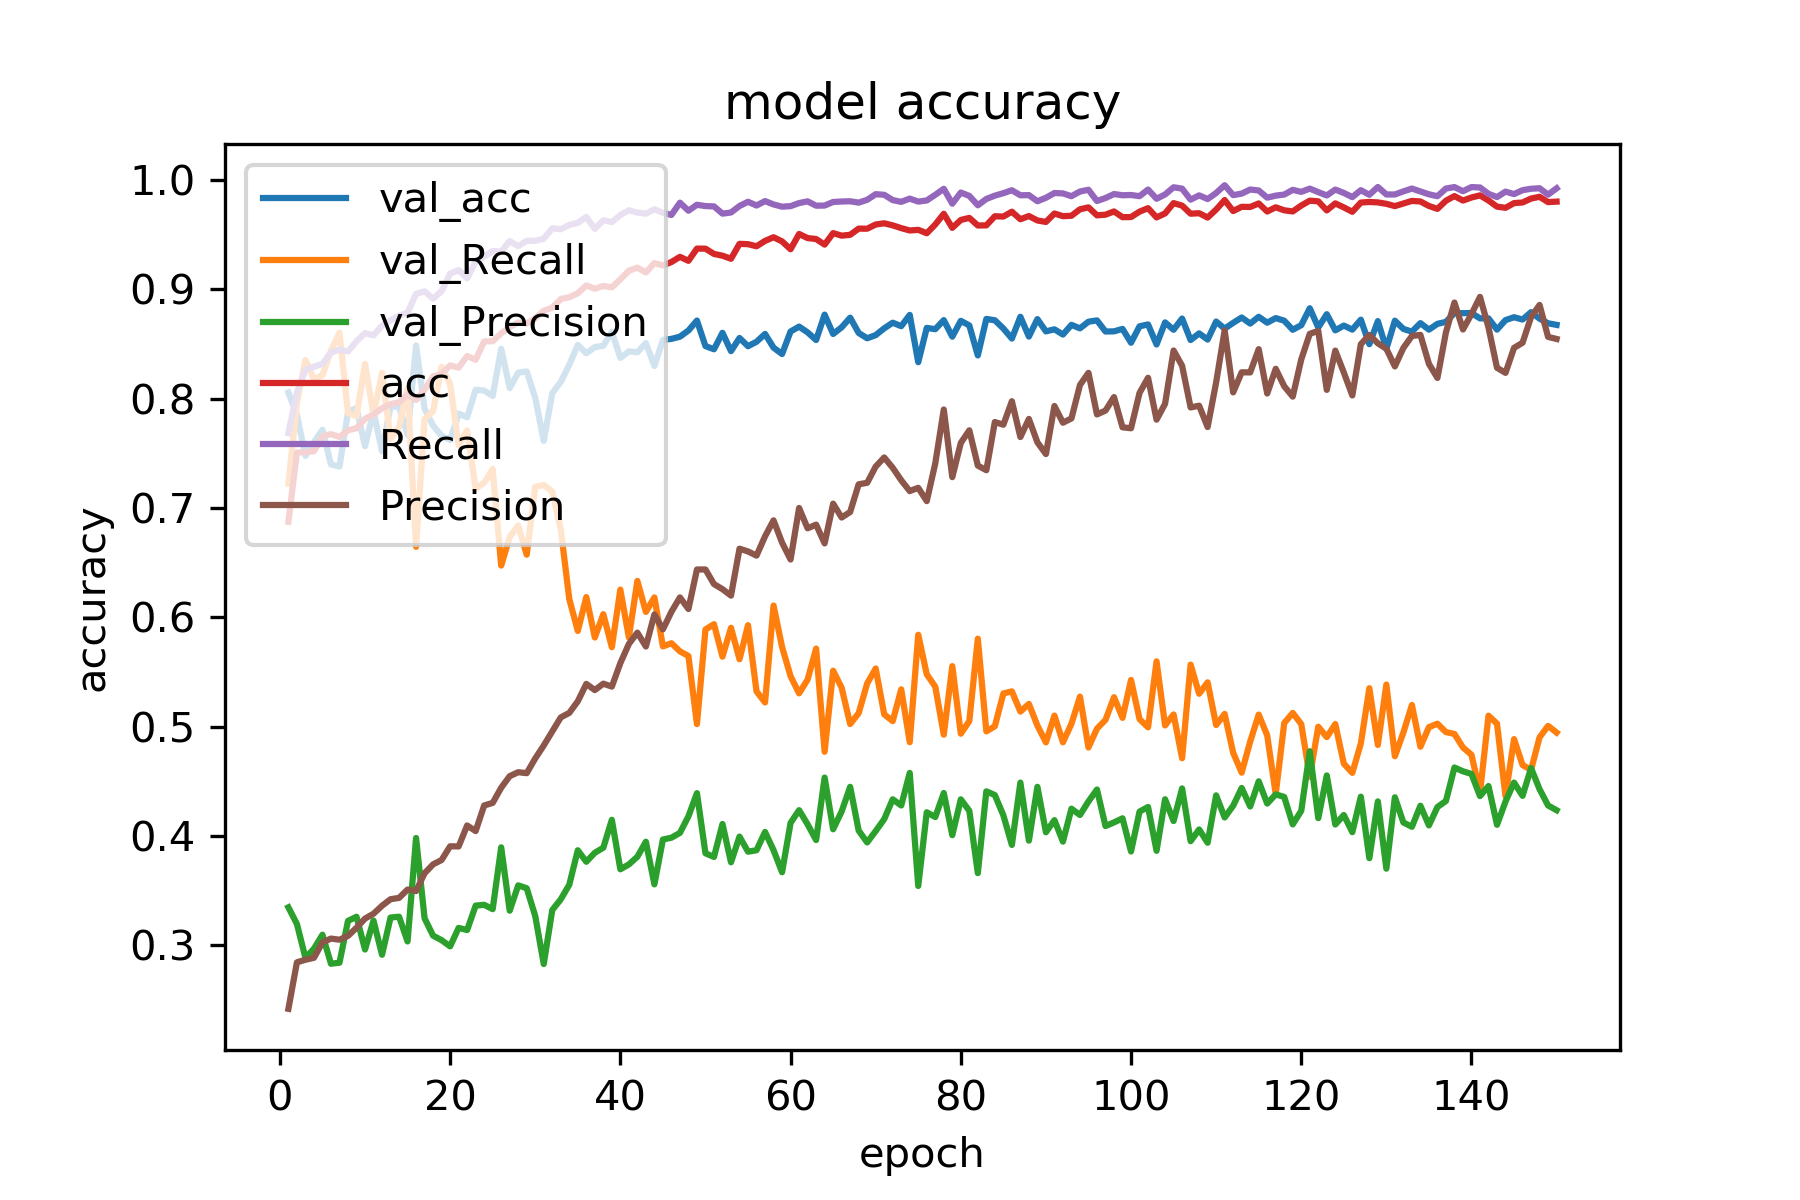 model accuracy
accuracy
1.0
0.9
0.8
0.7
0.6
0.5
0.4
0.3
val_acc
val_Recall
val_Precision
acc
Recall
Precision
0 20 40 60 80 100 120 140
epoch